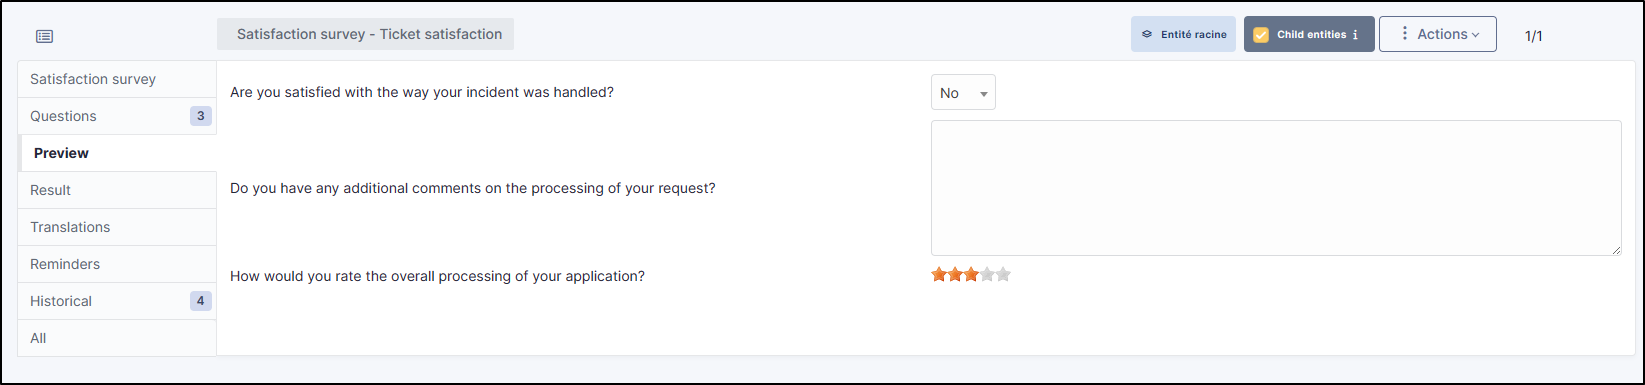 Satisfaction survey - Ticket satisfaction
Entité racine
Child entities i
Actions
1/1
Satisfaction survey
Questions 3
Preview
Result
Translations
Reminders
Historical 4
All
Are you satisfied with the way your incident was handled?
No
Do you have any additional comments on the processing of your request?
How would you rate the overall processing of your application?